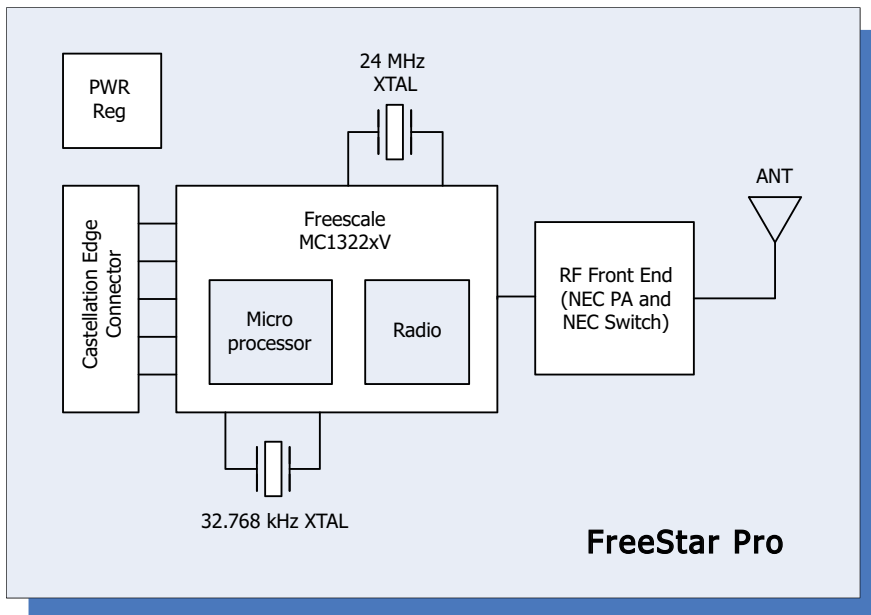 24 MHz
XTAL
PWR
Reg
ANT
Castellation Edge
Connector
Freescale
MC1322xV
Micro
processor
Radio
RF Front End
(NEC PA and
NEC Switch)
32.768 kHz XTAL
FreeStar Pro